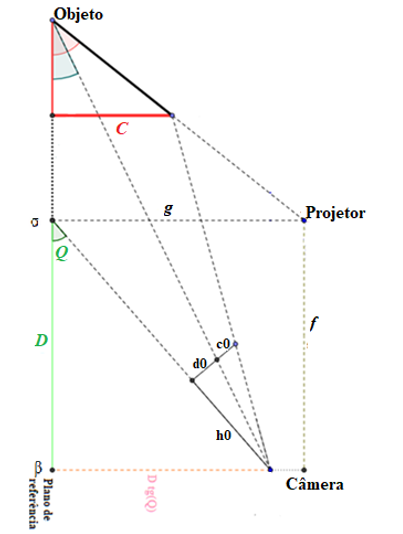 Objeto
C
g
σ
Projetor
Q
D
f
c0
d0
h0
β
Câmera
Plano de
referência
D tg(Q)